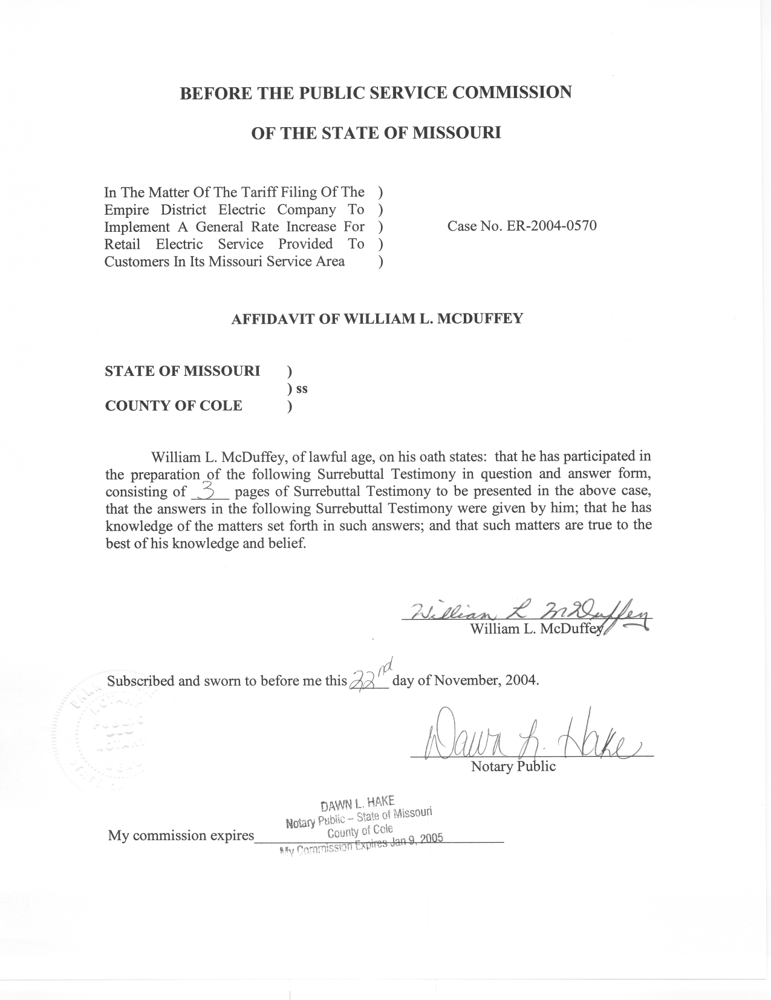 BEFORE THE PUBLIC SERVICE COMMISSION
OF THE STATE OF MISSOURI
In The Matter Of The Tariff Filing Of The )
Empire District Electric Company To )
Implement A General Rate Increase For ) Case No. ER-2004-0570
Retail Electric Service Provided To )
Customers In Its Missouri Service Area )
AFFIDAVIT OF WILLIAM L. MCDUFFEY
STATE OF MISSOURI )
) ss
COUNTY OF COLE )
William L. McDuffey, of lawful age, on his oath states: that he has participated in
the preparation of the following Surrebuttal Testimony in question and answer form,
consisting of 3 pages of Surrebuttal Testimony to be presented in the above case,
that the answers in the following Surrebuttal Testimony were given by him; that he has
knowledge of the matters set forth in such answers; and that such matters are true to the
best of his knowledge and belief.
William L McDuffey
William L. McDuffey
Subscribed and sworn to before me this 22nd day of November, 2004.
NOTARY
PUBLIC
NOTARY
SEAL
Dawn L. Hake
Notary Public
DAWN L. HAKE
Notary Public – State of Missouri
County of Cole
My commission expires
My Commission Expires Jan 9, 2005